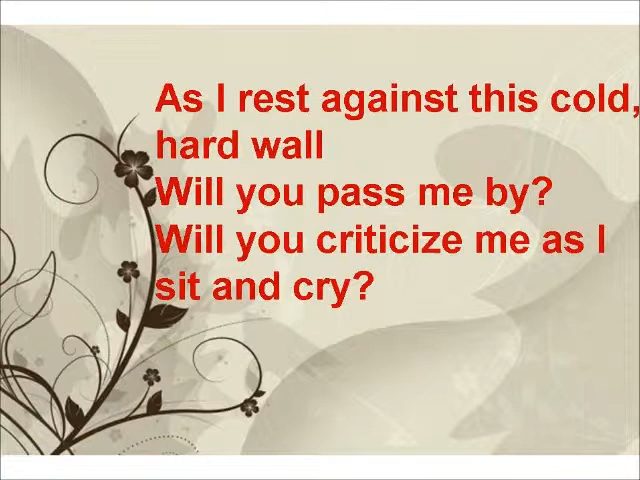 As I rest against this cold,
hard wall
Will you pass me by?
Will you criticize me as I
sit and cry?